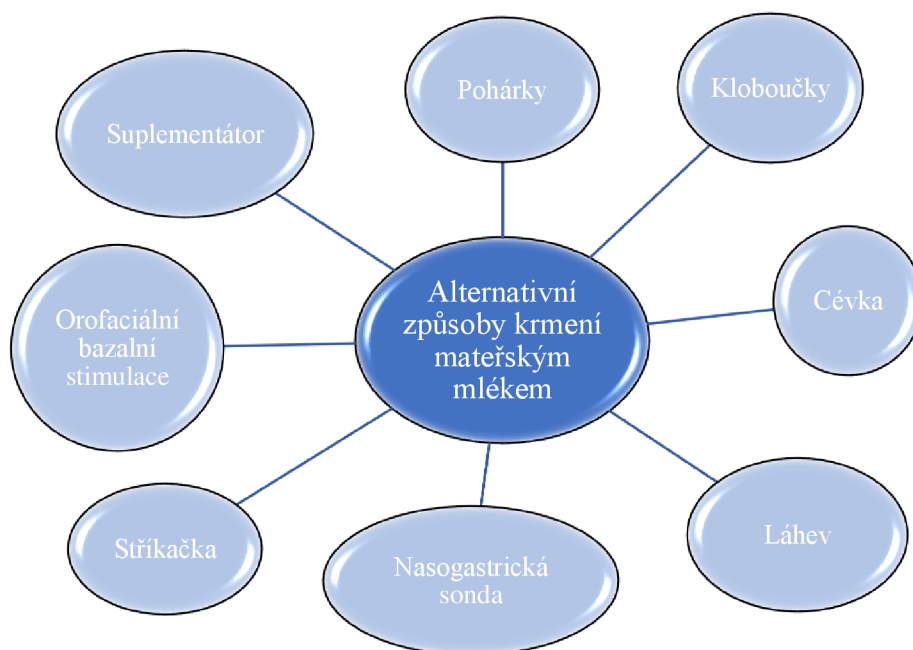 Pohárky
Kloboučky
Suplementátor
Alternativní
způsoby krmení
mateřským
mlékem
Cévka
Orofaciální
bazalní
stimulace
Láhev
Stříkačka
Nasogastrická
sonda